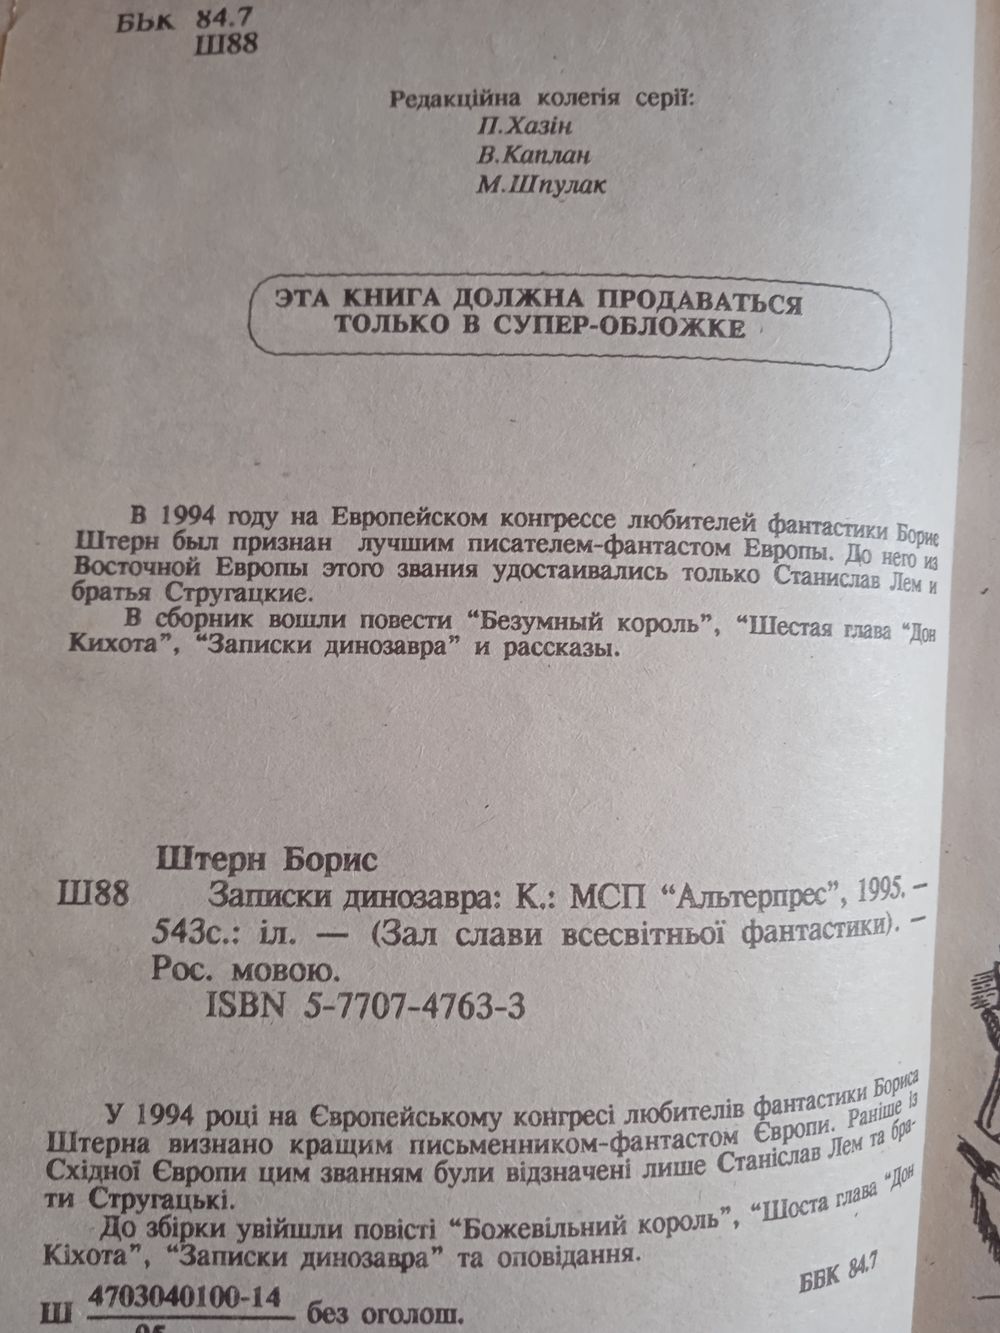 ББК 84.7
Ш88
Редакційна колегія серії:
П.Хазін
В.Каплан
М.Шпулак
ЭТА КНИГА ДОЛЖНА ПРОДАВАТЬСЯ
ТОЛЬКО В СУПЕР-ОБЛОЖКЕ
В 1994 году на Европейском конгрессе любителей фантастики Борис
Штерн был признан лучшим писателем-фантастом Европы. До него из
Восточной Европы этого звания удостаивались только Станислав Лем и
братья Стругацкие.
В сборник вошли повести “Безумный король”, “Шестая глава “Дон
Кихота”, “Записки динозавра” и рассказы.
Штерн Борис
Ш88 Записки динозавра: К.: МСП “Альтерпрес”, 1995. –
543с.: іл. — (Зал слави всесвітньої фантастики). –
Рос. мовою.
ISBN 5-7707-4763-3
У 1994 році на Європейському конгресі любителів фантастики Бориса
Штерна визнано кращим письменником-фантастом Європи. Раніше із
Східної Європи цим званням були відзначені лише Станіслав Лем та бра-
ти Стругацькі.
До збірки увійшли повісті “Божевільний король”, “Шоста глава “Дон
Кіхота”, “Записки динозавра” та оповідання.
ББК 84.7
Ш 4703040100-14 без оголош.
95